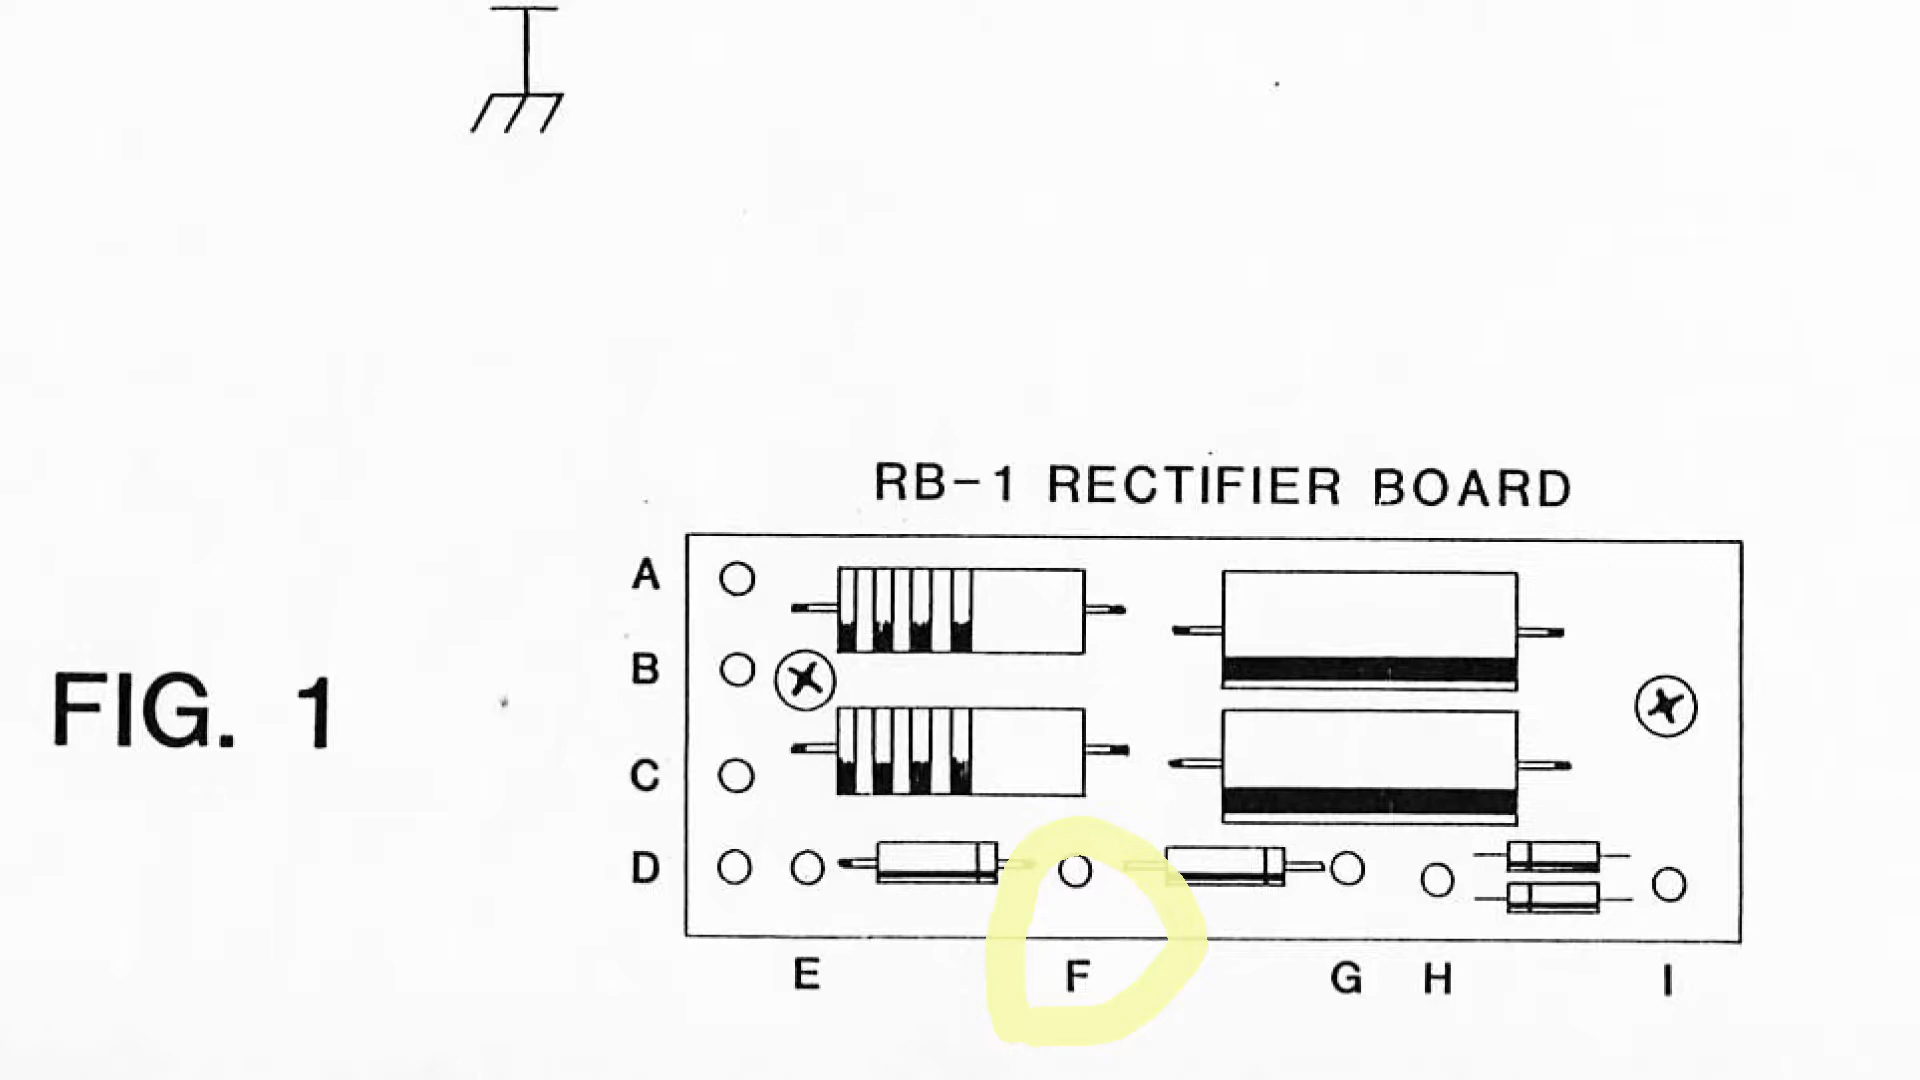 RB-1 RECTIFIER BOARD
A
B
FIG. 1
C
D
E F G H I